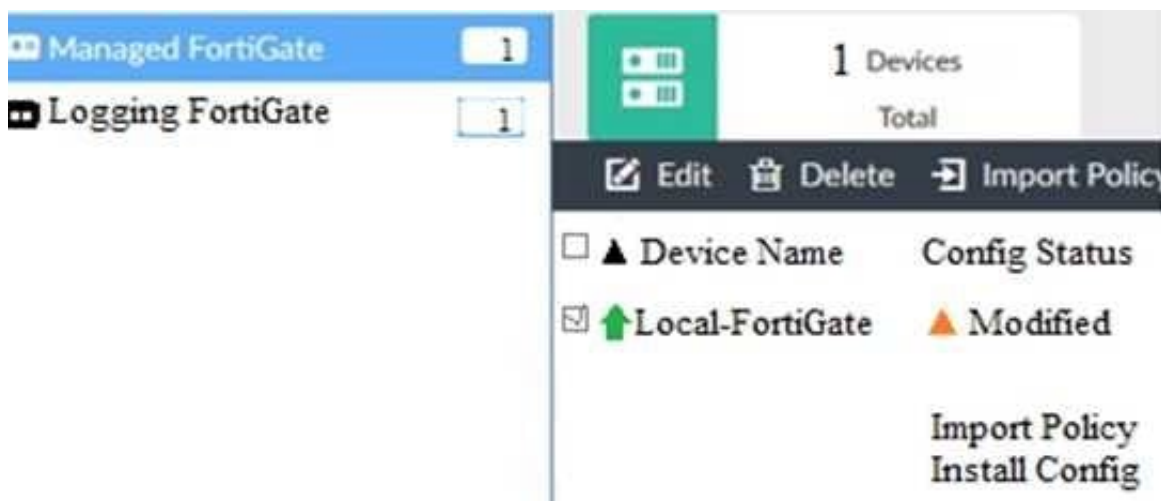 Managed FortiGate 1
Logging FortiGate 1
1 Devices
Total
Edit Delete Import Policy
Device Name Config Status
Local-FortiGate Modified
Import Policy
Install Config